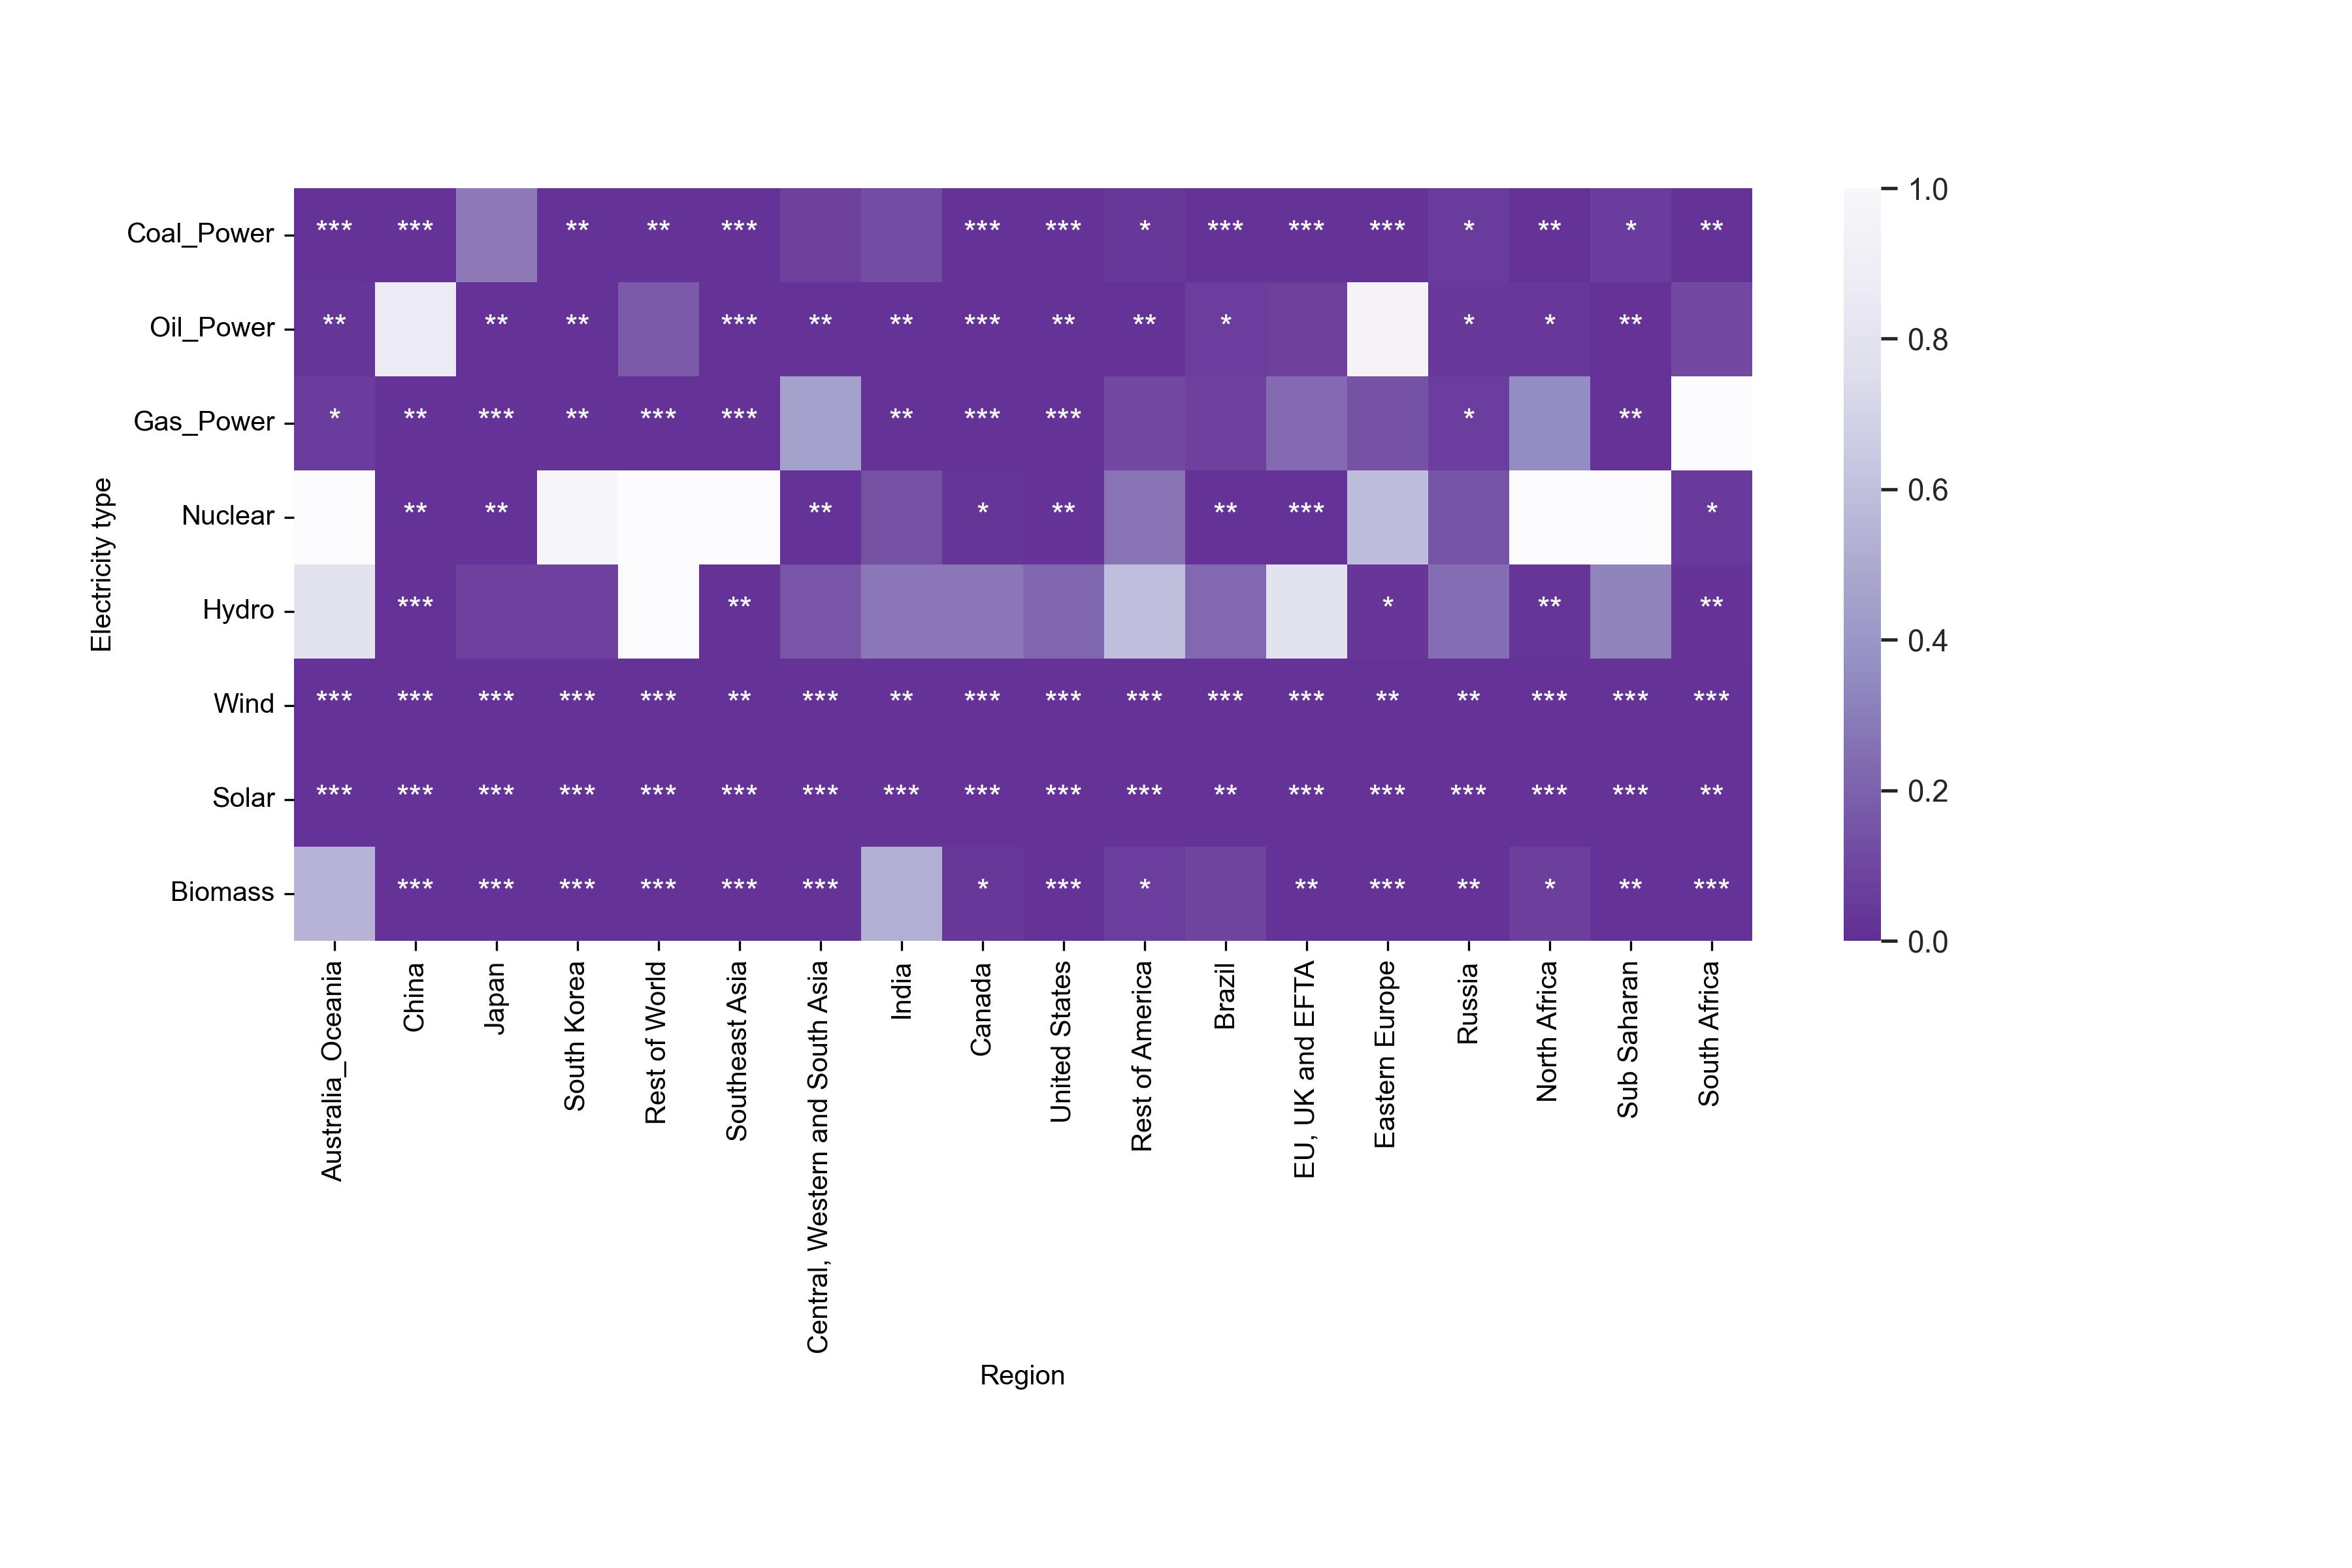 Coal_Power *** *** ** ** *** *** *** * *** *** *** * ** * **
Oil_Power ** ** ** *** ** ** *** ** ** * * * **
Gas_Power * ** *** ** *** *** ** *** *** * **
Nuclear ** ** ** * ** ** *** *
Hydro *** ** * ** **
Wind *** *** *** *** *** ** *** ** *** *** *** *** *** ** ** *** *** ***
Solar *** *** *** *** *** *** *** *** *** *** *** ** *** *** *** *** *** **
Biomass *** *** *** *** *** *** * *** * ** *** ** * ** ***
Electricity type
Australia_Oceania
China
Japan
South Korea
Rest of World
Southeast Asia
Central, Western and South Asia
India
Canada
United States
Rest of America
Brazil
EU, UK and EFTA
Eastern Europe
Russia
North Africa
Sub Saharan
South Africa
Region
1.0
0.8
0.6
0.4
0.2
0.0